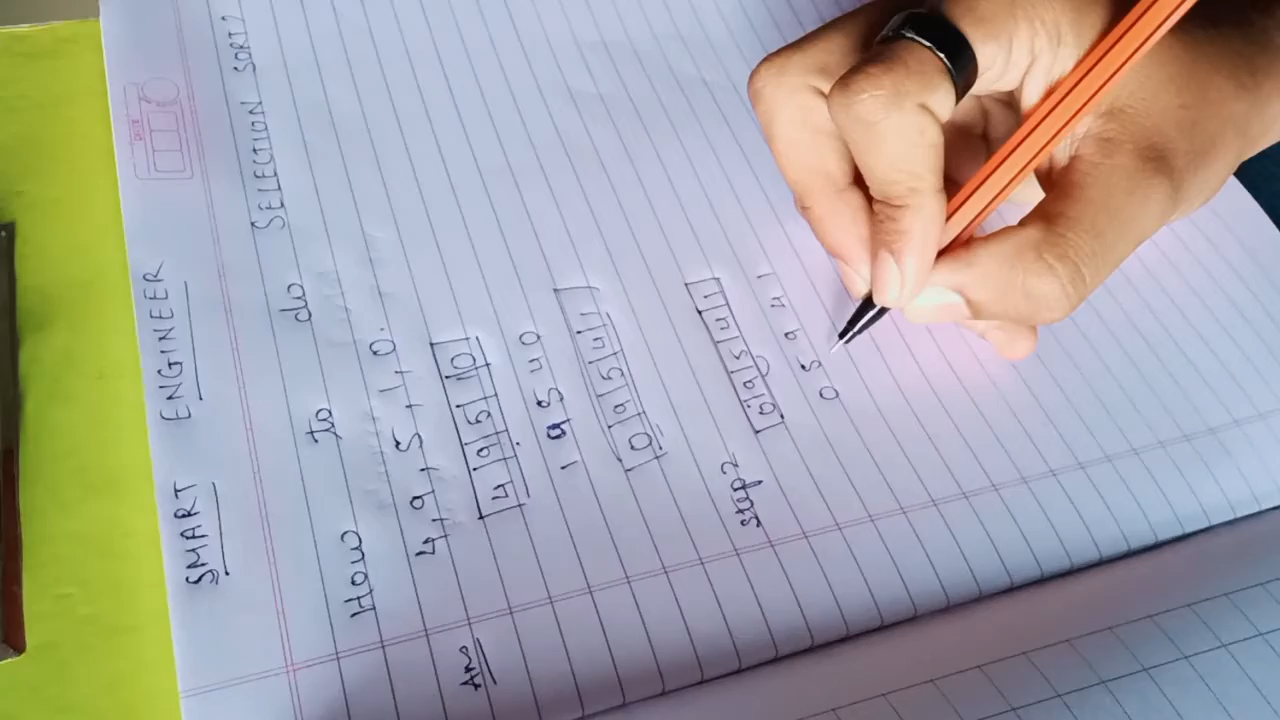 SMART ENGINEER
How to do SELECTION SORT?
4, 9, 5, 1, 0.
Ans
4|9|5|1|0
1 9 5 4 0
0|9|5|4|1
Step 2
0|9|5|4|1
0 5 9 4 1